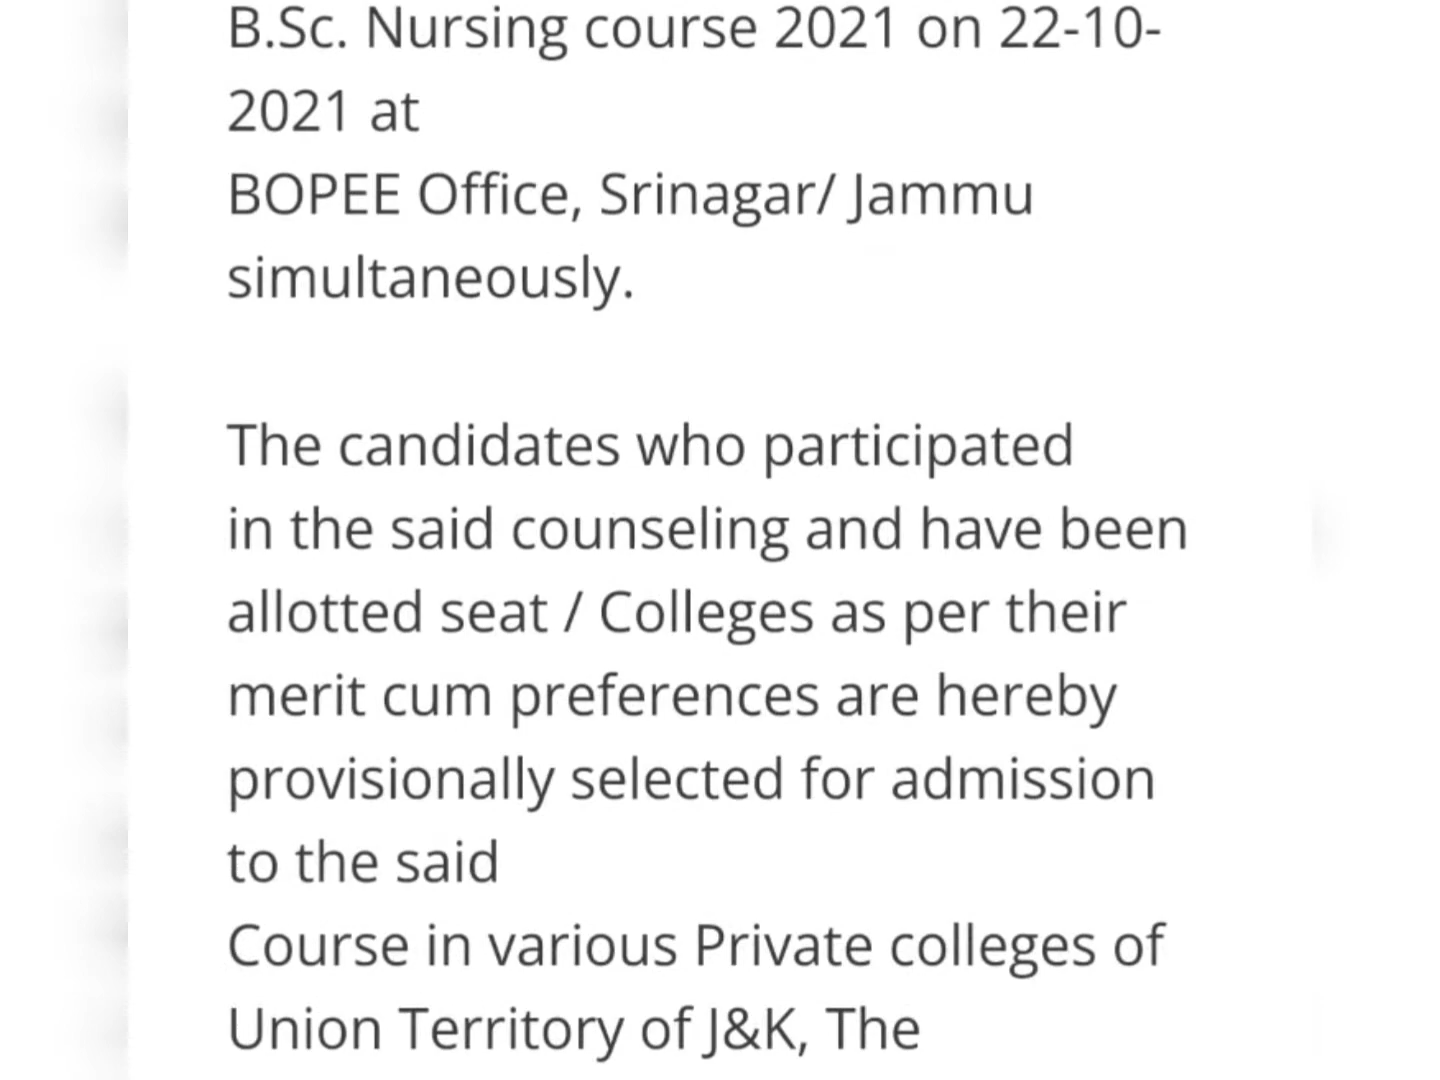 B.Sc. Nursing course 2021 on 22-10-
2021 at
BOPEE Office, Srinagar/ Jammu
simultaneously.
The candidates who participated
in the said counseling and have been
allotted seat / Colleges as per their
merit cum preferences are hereby
provisionally selected for admission
to the said
Course in various Private colleges of
Union Territory of J&K, The